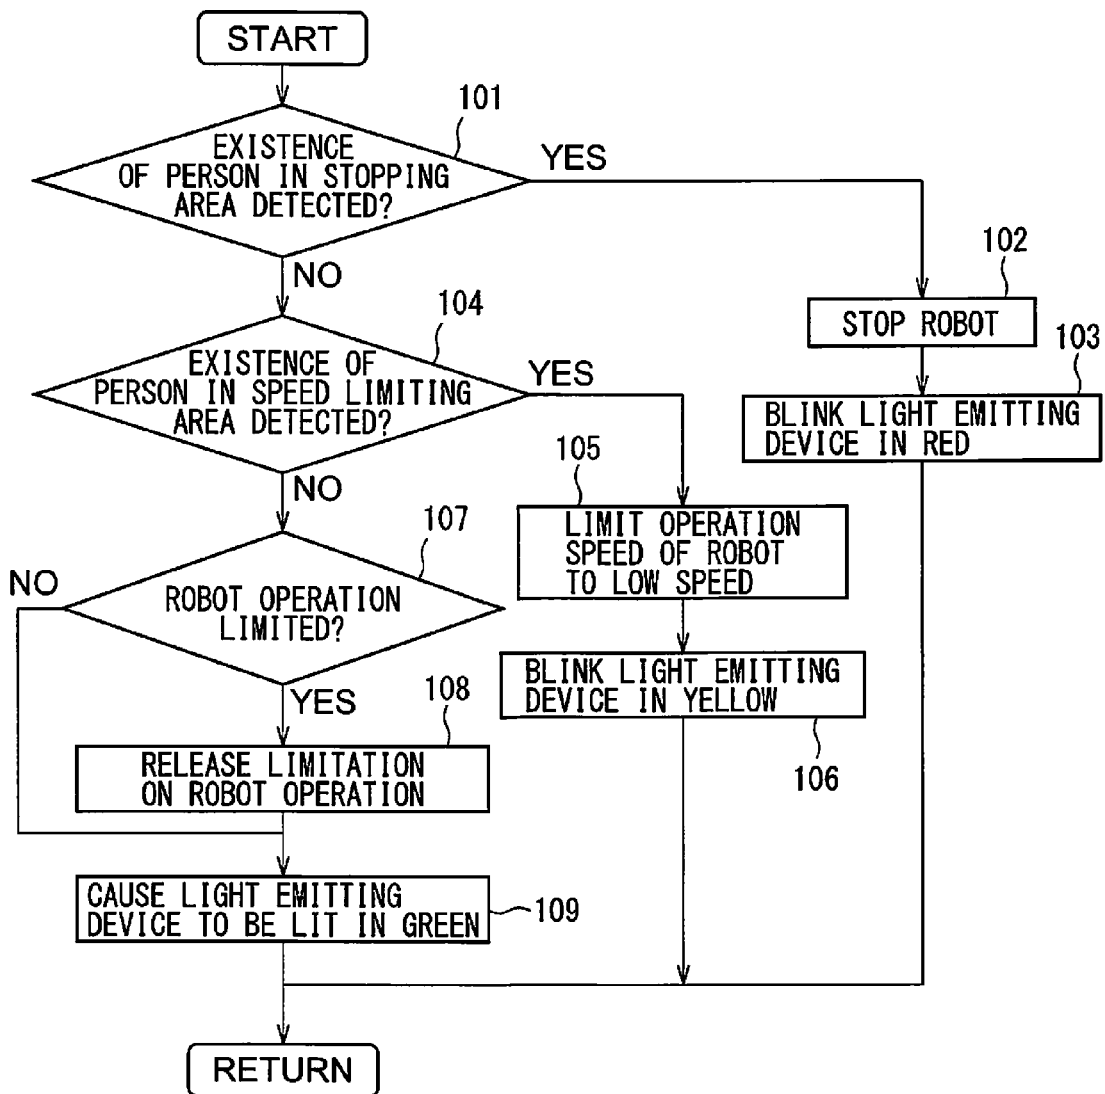 START
101
EXISTENCE
OF PERSON IN STOPPING
AREA DETECTED?
YES
NO
102
STOP ROBOT
103
BLINK LIGHT EMITTING
DEVICE IN RED
104
EXISTENCE OF
PERSON IN SPEED LIMITING
AREA DETECTED?
YES
NO
105
LIMIT OPERATION
SPEED OF ROBOT
TO LOW SPEED
107
NO
ROBOT OPERATION
LIMITED?
YES
BLINK LIGHT EMITTING
DEVICE IN YELLOW
106
108
RELEASE LIMITATION
ON ROBOT OPERATION
CAUSE LIGHT EMITTING
DEVICE TO BE LIT IN GREEN
109
RETURN